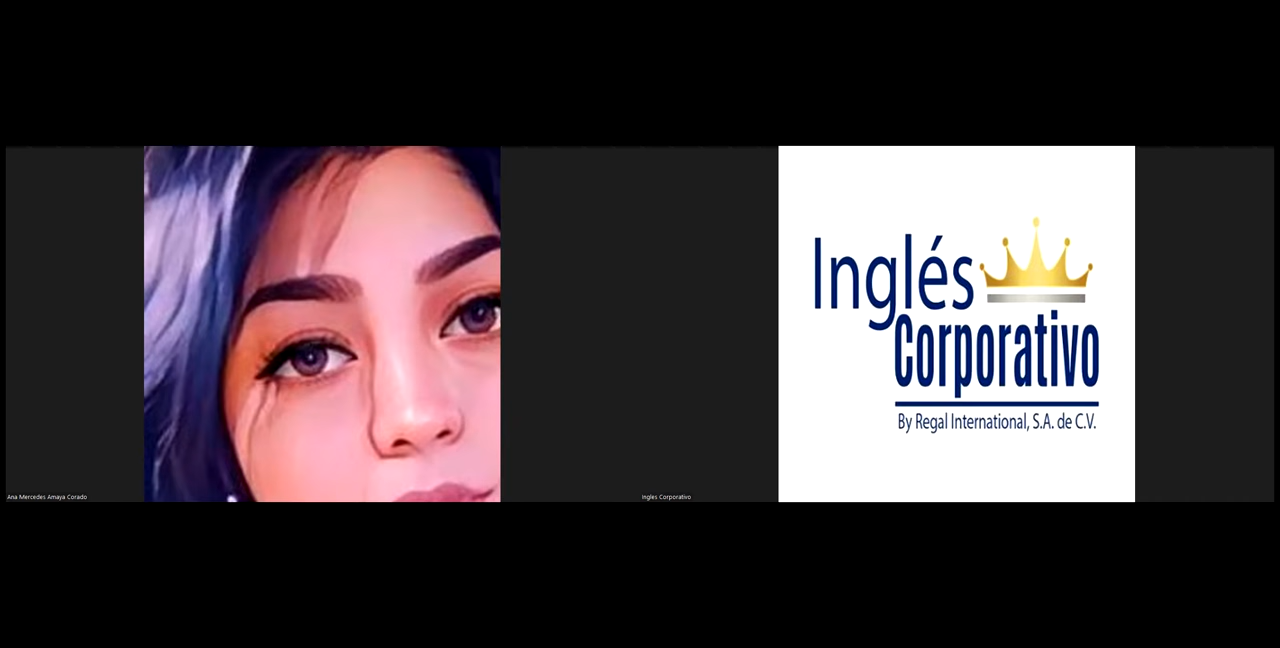 Inglés
Corporativo
By Regal International, S.A. de C.V.
Ana Mercedes Amaya Corado
Ingles Corporativo